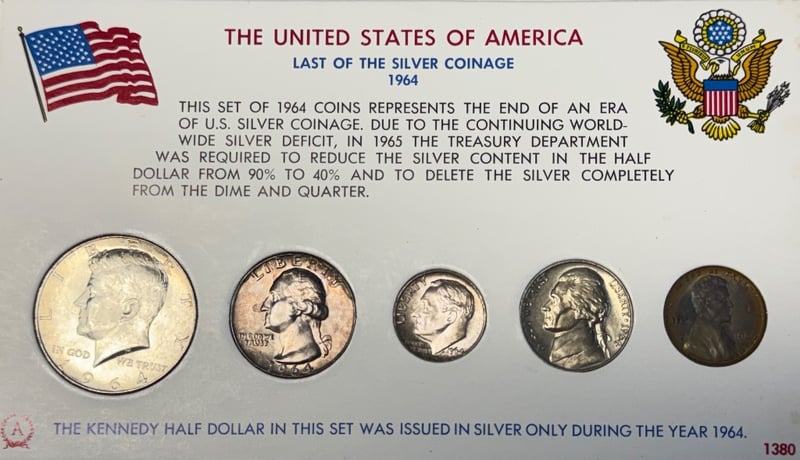 THE UNITED STATES OF AMERICA
LAST OF THE SILVER COINAGE
1964
THIS SET OF 1964 COINS REPRESENTS THE END OF AN ERA
OF U.S. SILVER COINAGE. DUE TO THE CONTINUING WORLD-
WIDE SILVER DEFICIT, IN 1965 THE TREASURY DEPARTMENT
WAS REQUIRED TO REDUCE THE SILVER CONTENT IN THE HALF
DOLLAR FROM 90% TO 40% AND TO DELETE THE SILVER COMPLETELY
FROM THE DIME AND QUARTER.
LIBERTY
IN GOD WE TRUST
1964
LIBERTY
IN GOD WE
TRUST
1964
LIBERTY
THE KENNEDY HALF DOLLAR IN THIS SET WAS ISSUED IN SILVER ONLY DURING THE YEAR 1964.
A
1380